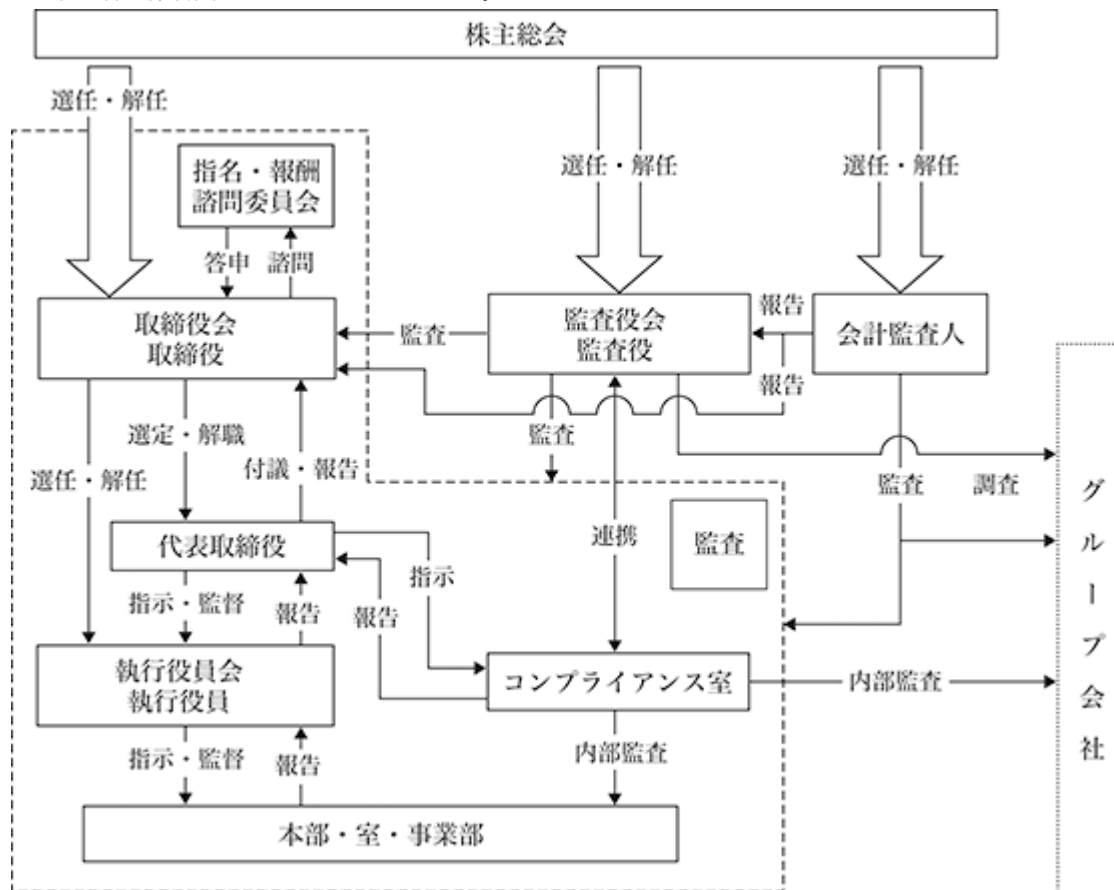 株主総会
選任・解任
選任・解任
選任・解任
指名・報酬
諮問委員会
答申
諮問
取締役会
取締役
監査
監査役会
監査役
報告
報告
会計監査人
選定・解職
付議・報告
選任・解任
監査
監査
調査
代表取締役
指示
連携
監査
指示・監督
報告
報告
執行役員会
執行役員
コンプライアンス室
内部監査
指示・監督
報告
内部監査
本部・室・事業部
グループ会社